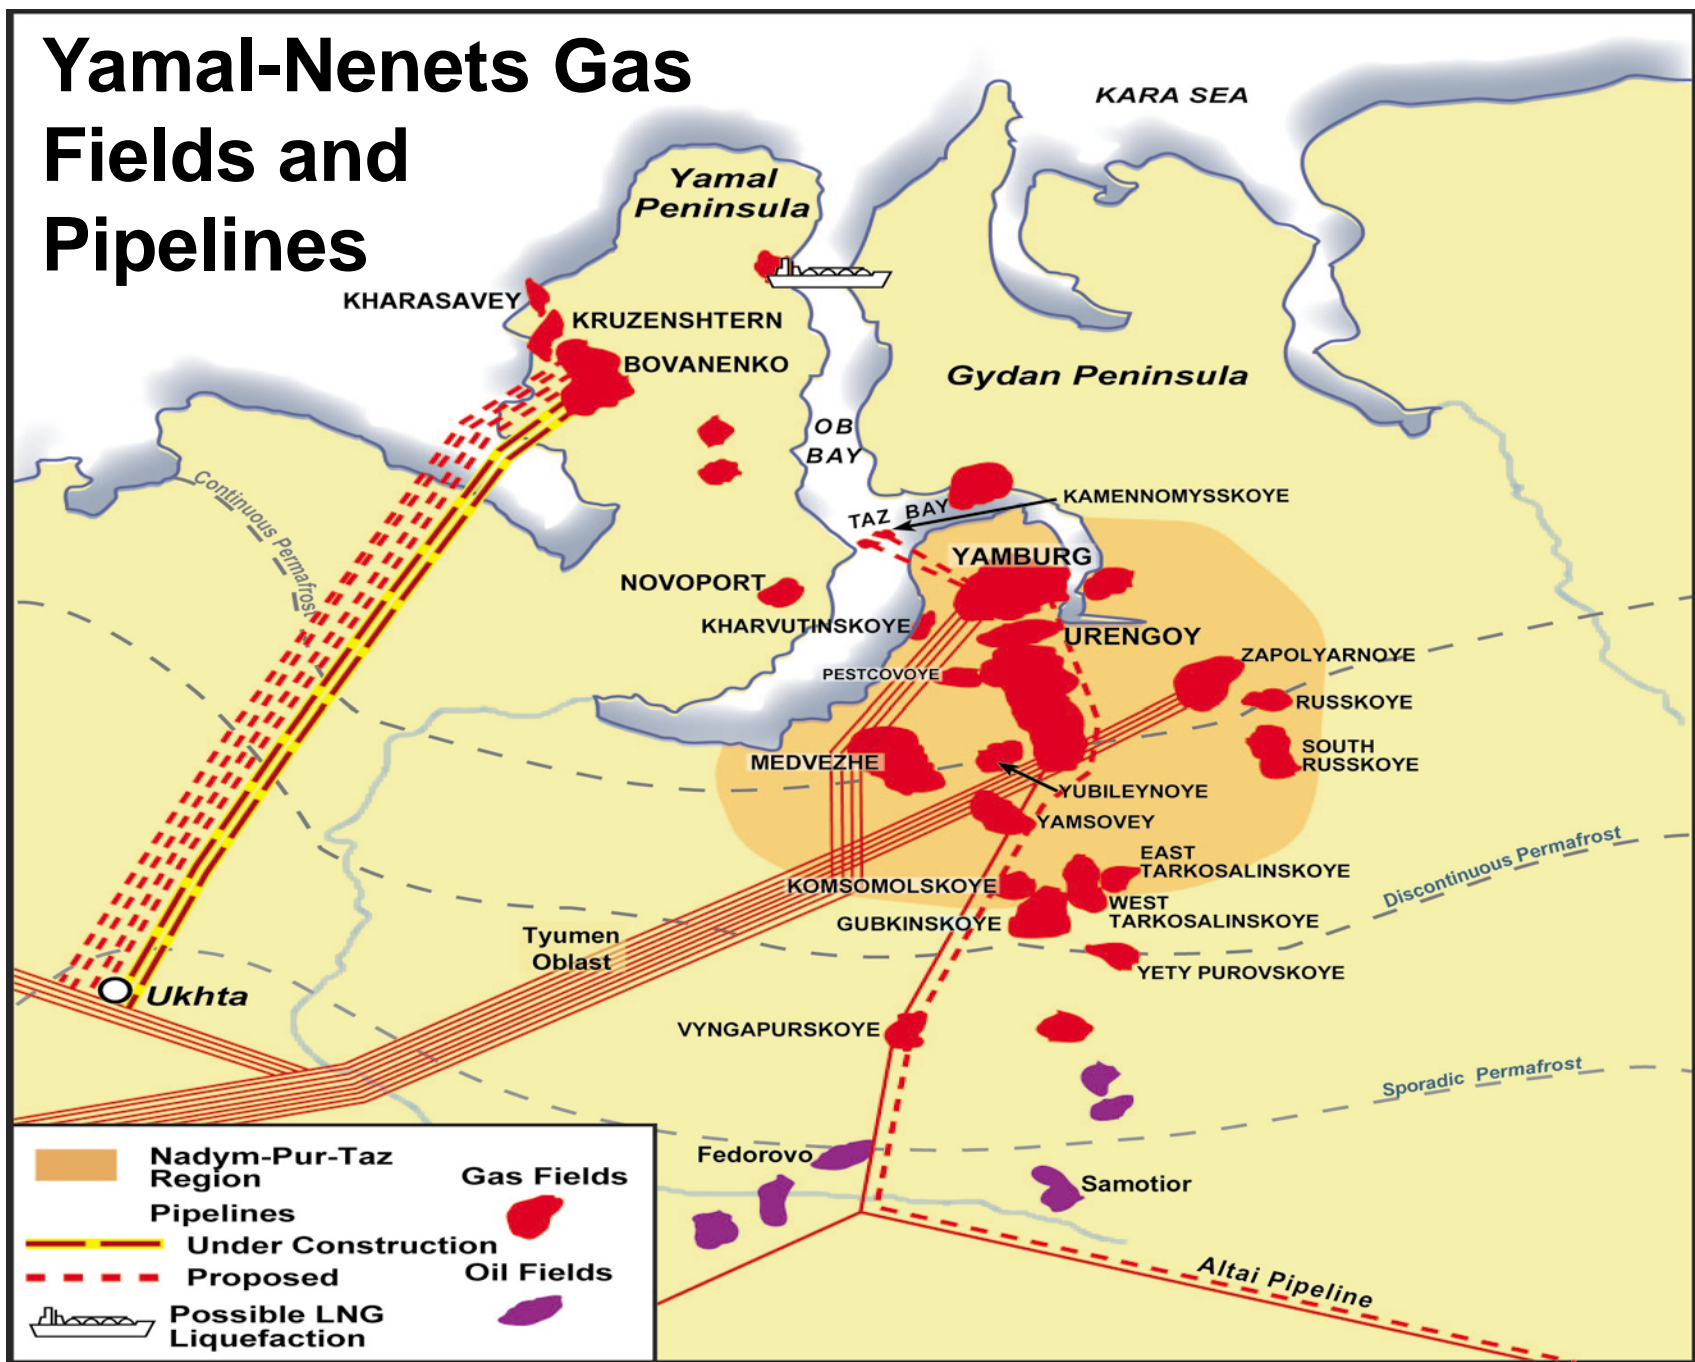 Yamal-Nenets Gas
Fields and
Pipelines
KARA SEA
Yamal
Peninsula
KHARASAVEY
KRUZENSHTERN
BOVANENKO
Gydan Peninsula
OB
BAY
Continuous Permafrost
TAZ BAY
KAMENNOMYSSKOYE
YAMBURG
NOVOPORT
KHARVUTINSKOYE
URENGOY
ZAPOLYARNOYE
PESTCOVOYE
RUSSKOYE
MEDVEZHE
SOUTH
RUSSKOYE
YUBILEYNOYE
YAMSOVEY
Discontinuous Permafrost
EAST
TARKOSALINSKOYE
KOMSOMOLSKOYE
WEST
TARKOSALINSKOYE
GUBKINSKOYE
Tyumen
Oblast
YETY PUROVSKOYE
Ukhta
VYNGAPURSKOYE
Sporadic Permafrost
Fedorovo
Samotior
Altai Pipeline
Nadym-Pur-Taz
Region
Pipelines
Under Construction
Proposed
Possible LNG
Liquefaction
Gas Fields
Oil Fields